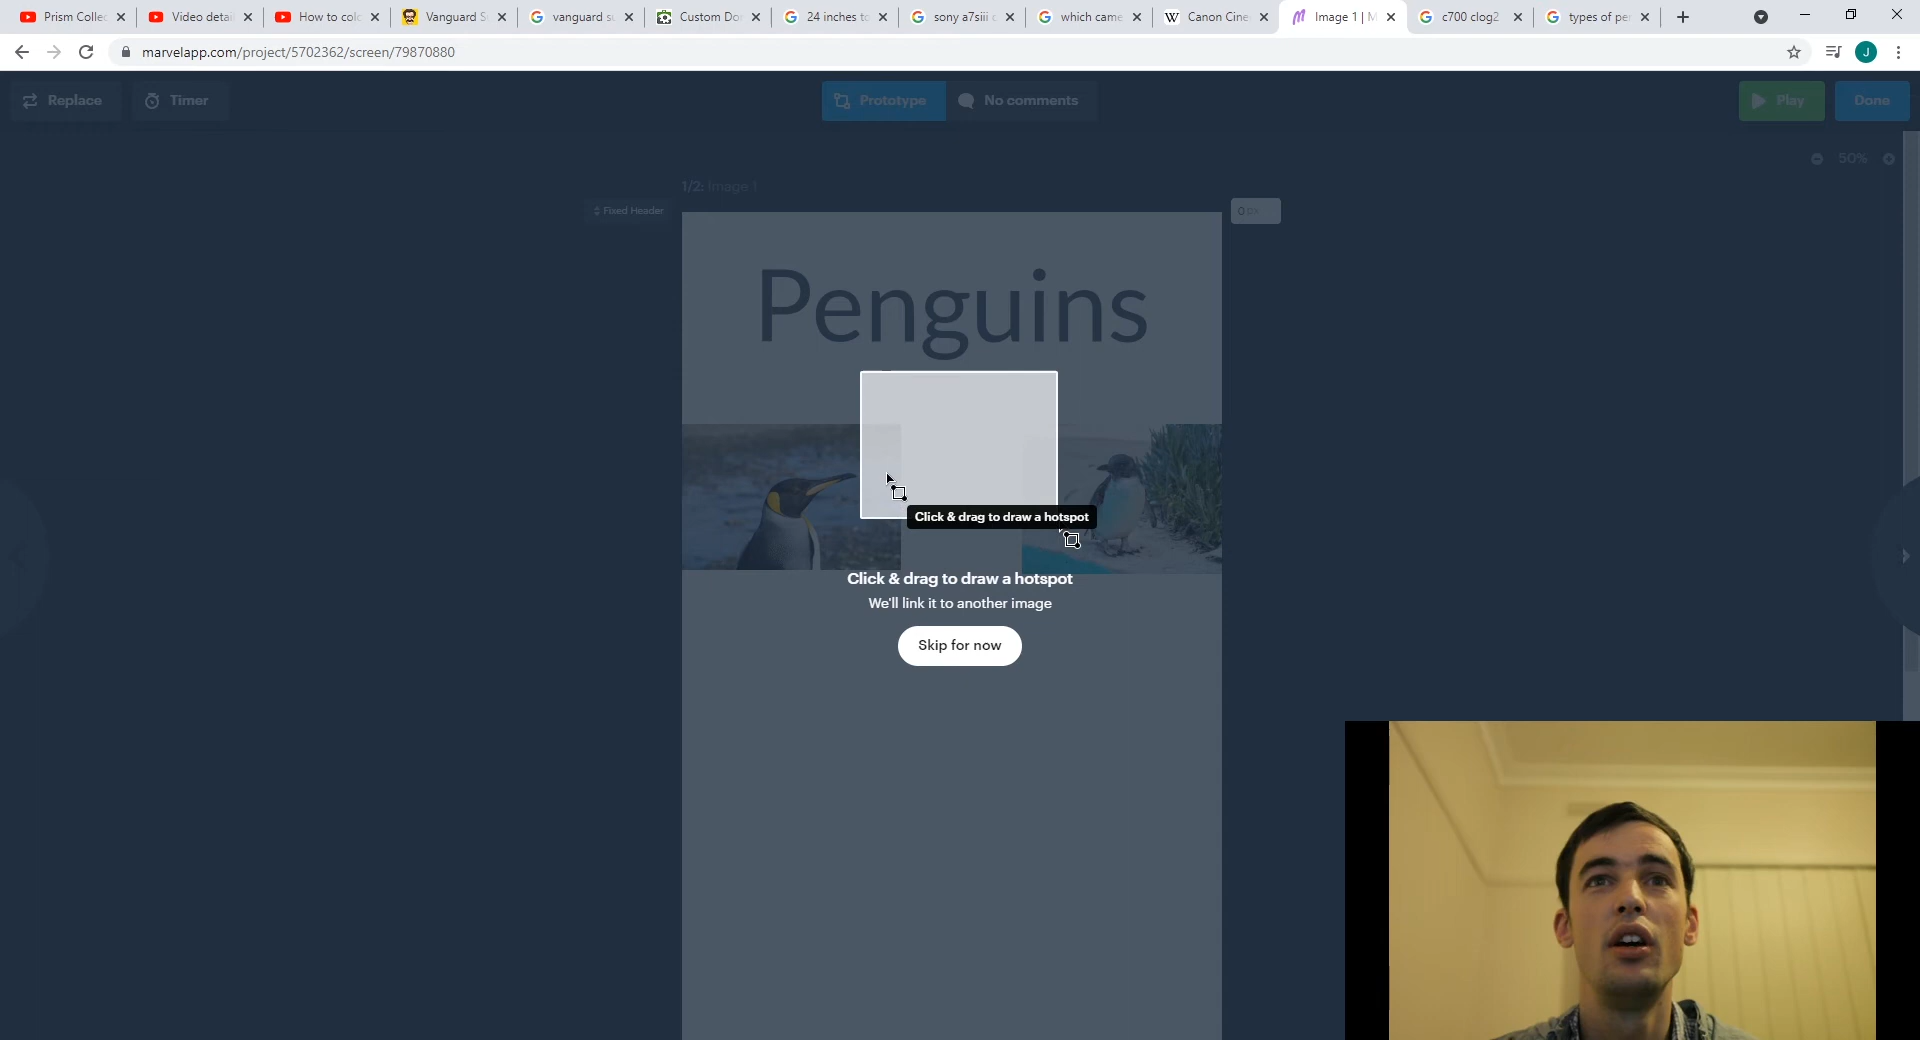 Prism Collec
Video detai
How to colo
Vanguard S
vanguard su
Custom Do
24 inches to
sony a7siii c
which came
Canon Cine
Image 1 | M
c700 clog2
types of pe
marvelapp.com/project/5702362/screen/79870880
J
Replace
Timer
Prototype
No comments
Play
Done
50%
1/2: Image 1
Fixed Header
Penguins
Click & drag to draw a hotspot
Click & drag to draw a hotspot
We'll link it to another image
Skip for now